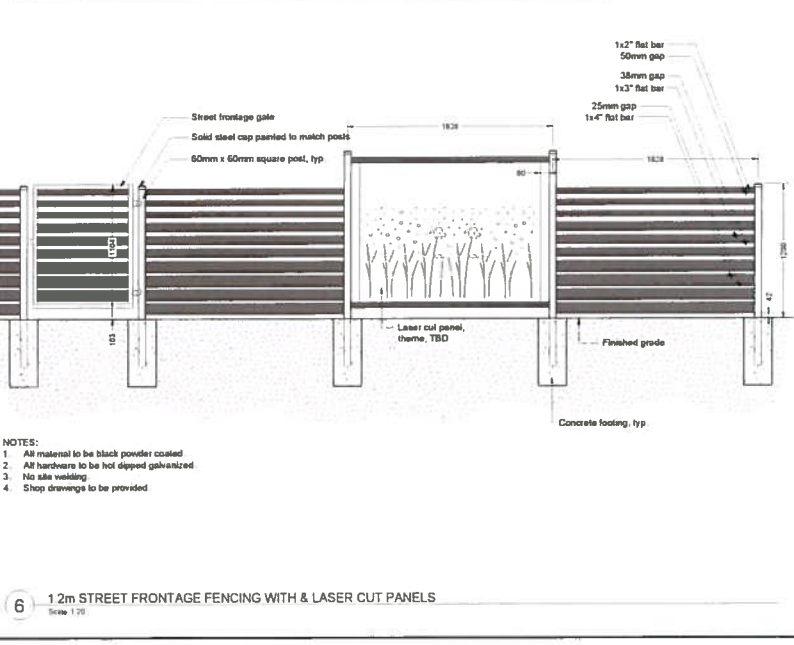 1x2" flat bar
50mm gap
38mm gap
1x3" flat bar
25mm gap
1x4" flat bar
Street frontage gate
Solid steel cap painted to match posts
60mm x 60mm square post, typ
1828
1828
80
1104
103
1200
42
Laser cut panel,
theme, TBD
Finished grade
Concrete footing, typ
NOTES:
1. All material to be black powder coated
2. All hardware to be hot dipped galvanized
3. No site welding
4. Shop drawings to be provided
6
1 2m STREET FRONTAGE FENCING WITH & LASER CUT PANELS
Scale 1 20